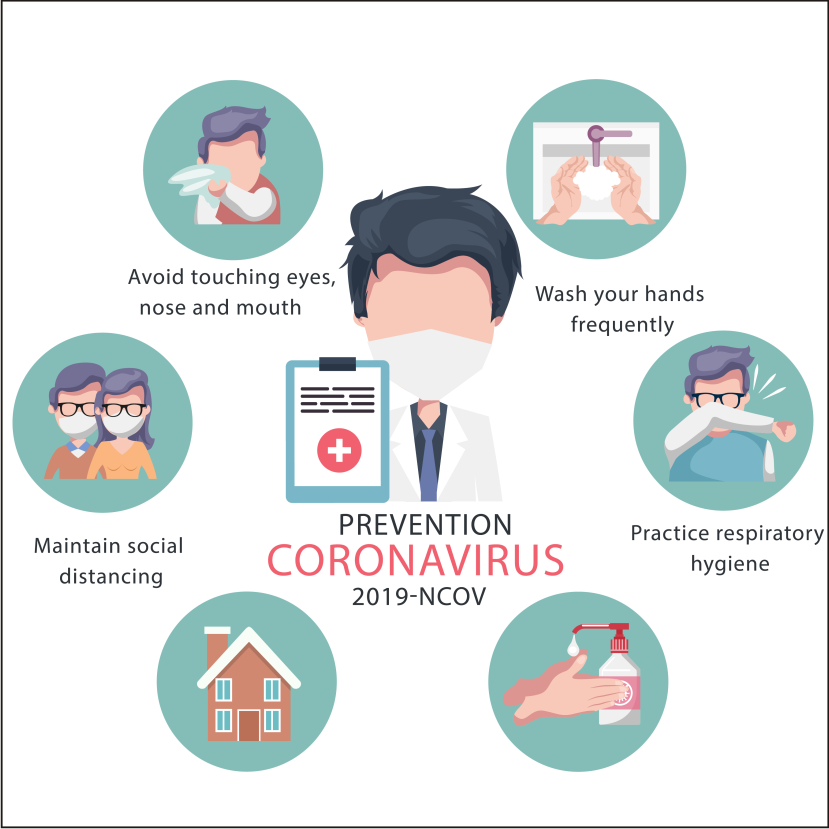 Avoid touching eyes,
nose and mouth
Wash your hands
frequently
Maintain social
distancing
Practice respiratory
hygiene
PREVENTION
CORONAVIRUS
2019-NCOV